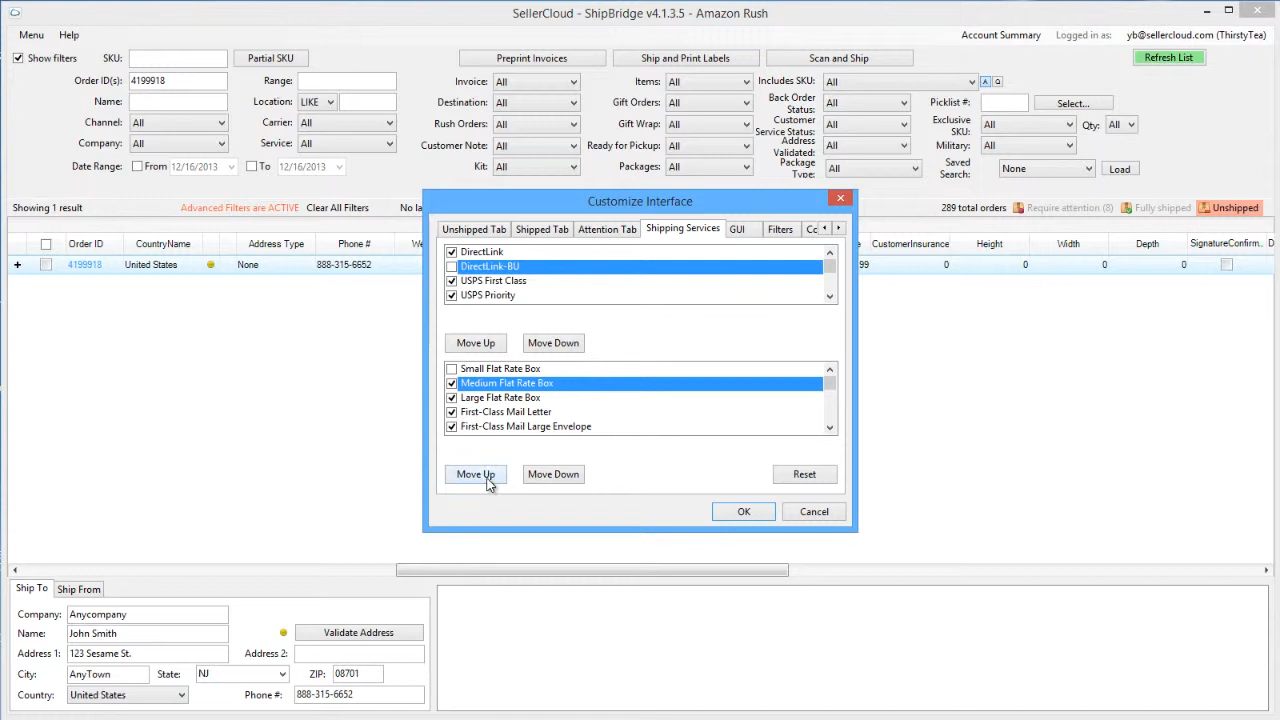 SellerCloud - ShipBridge v4.1.3.5 - Amazon Rush
Menu Help Account Summary Logged in as: yb@sellercloud.com (ThirstyTea)
Show filters SKU: Partial SKU Preprint Invoices Ship and Print Labels Scan and Ship Refresh List
Order ID(s): 4199918 Range: Invoice: All Items: All Includes SKU: All
Name: Location: LIKE Destination: All Gift Orders: All Back Order Status: All Picklist #: Select...
Channel: All Carrier: All Rush Orders: All Gift Wrap: All Customer Service Status: All Exclusive SKU: All Qty: All
Company: All Service: All Customer Note: All Ready for Pickup: All Address Validated: All Military: All
Date Range: From 12/16/2013 To 12/16/2013 Kit: All Packages: All Package Type: All Saved Search: None Load
Showing 1 result Advanced Filters are ACTIVE Clear All Filters No la 289 total orders Require attention (8) Fully shipped Unshipped
Order ID CountryName Address Type Phone # We CustomerInsurance Height Width Depth SignatureConfirm... D
4199918 United States None 888-315-6652 99 0 0 0
Customize Interface
Unshipped Tab Shipped Tab Attention Tab Shipping Services GUI Filters Co
DirectLink
DirectLink-BU
USPS First Class
USPS Priority
Move Up Move Down
Small Flat Rate Box
Medium Flat Rate Box
Large Flat Rate Box
First-Class Mail Letter
First-Class Mail Large Envelope
Move Up Move Down Reset
OK Cancel
Ship To Ship From
Company: Anycompany
Name: John Smith Validate Address
Address 1: 123 Sesame St. Address 2:
City: AnyTown State: NJ ZIP: 08701
Country: United States Phone #: 888-315-6652